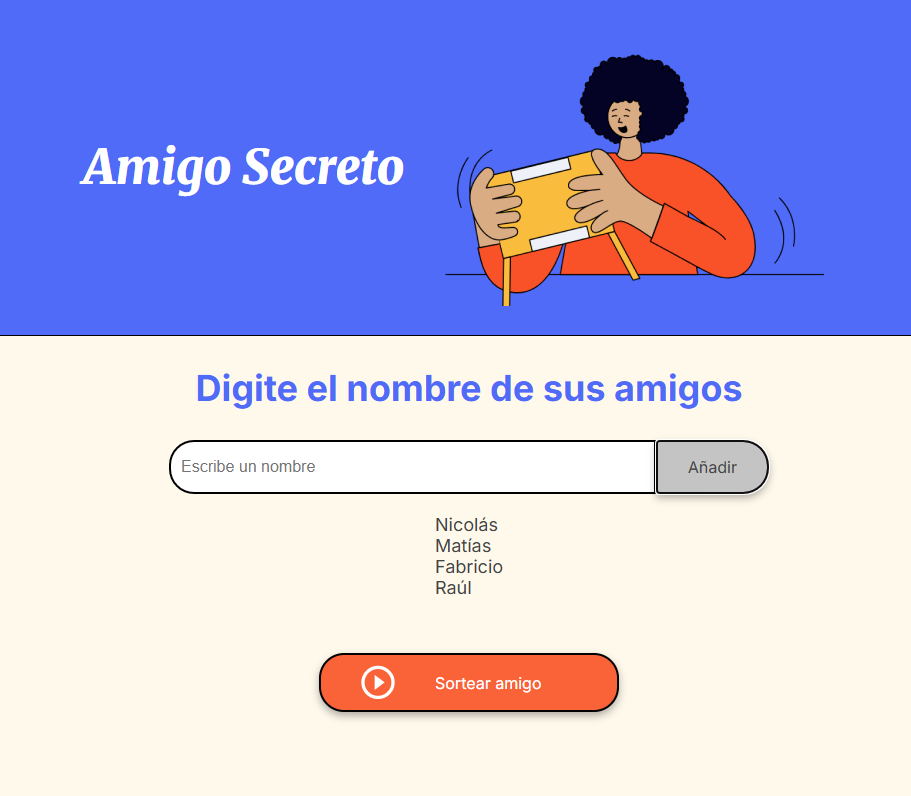 Amigo Secreto
Digite el nombre de sus amigos
Escribe un nombre
Añadir
Nicolás
Matías
Fabricio
Raúl
Sortear amigo